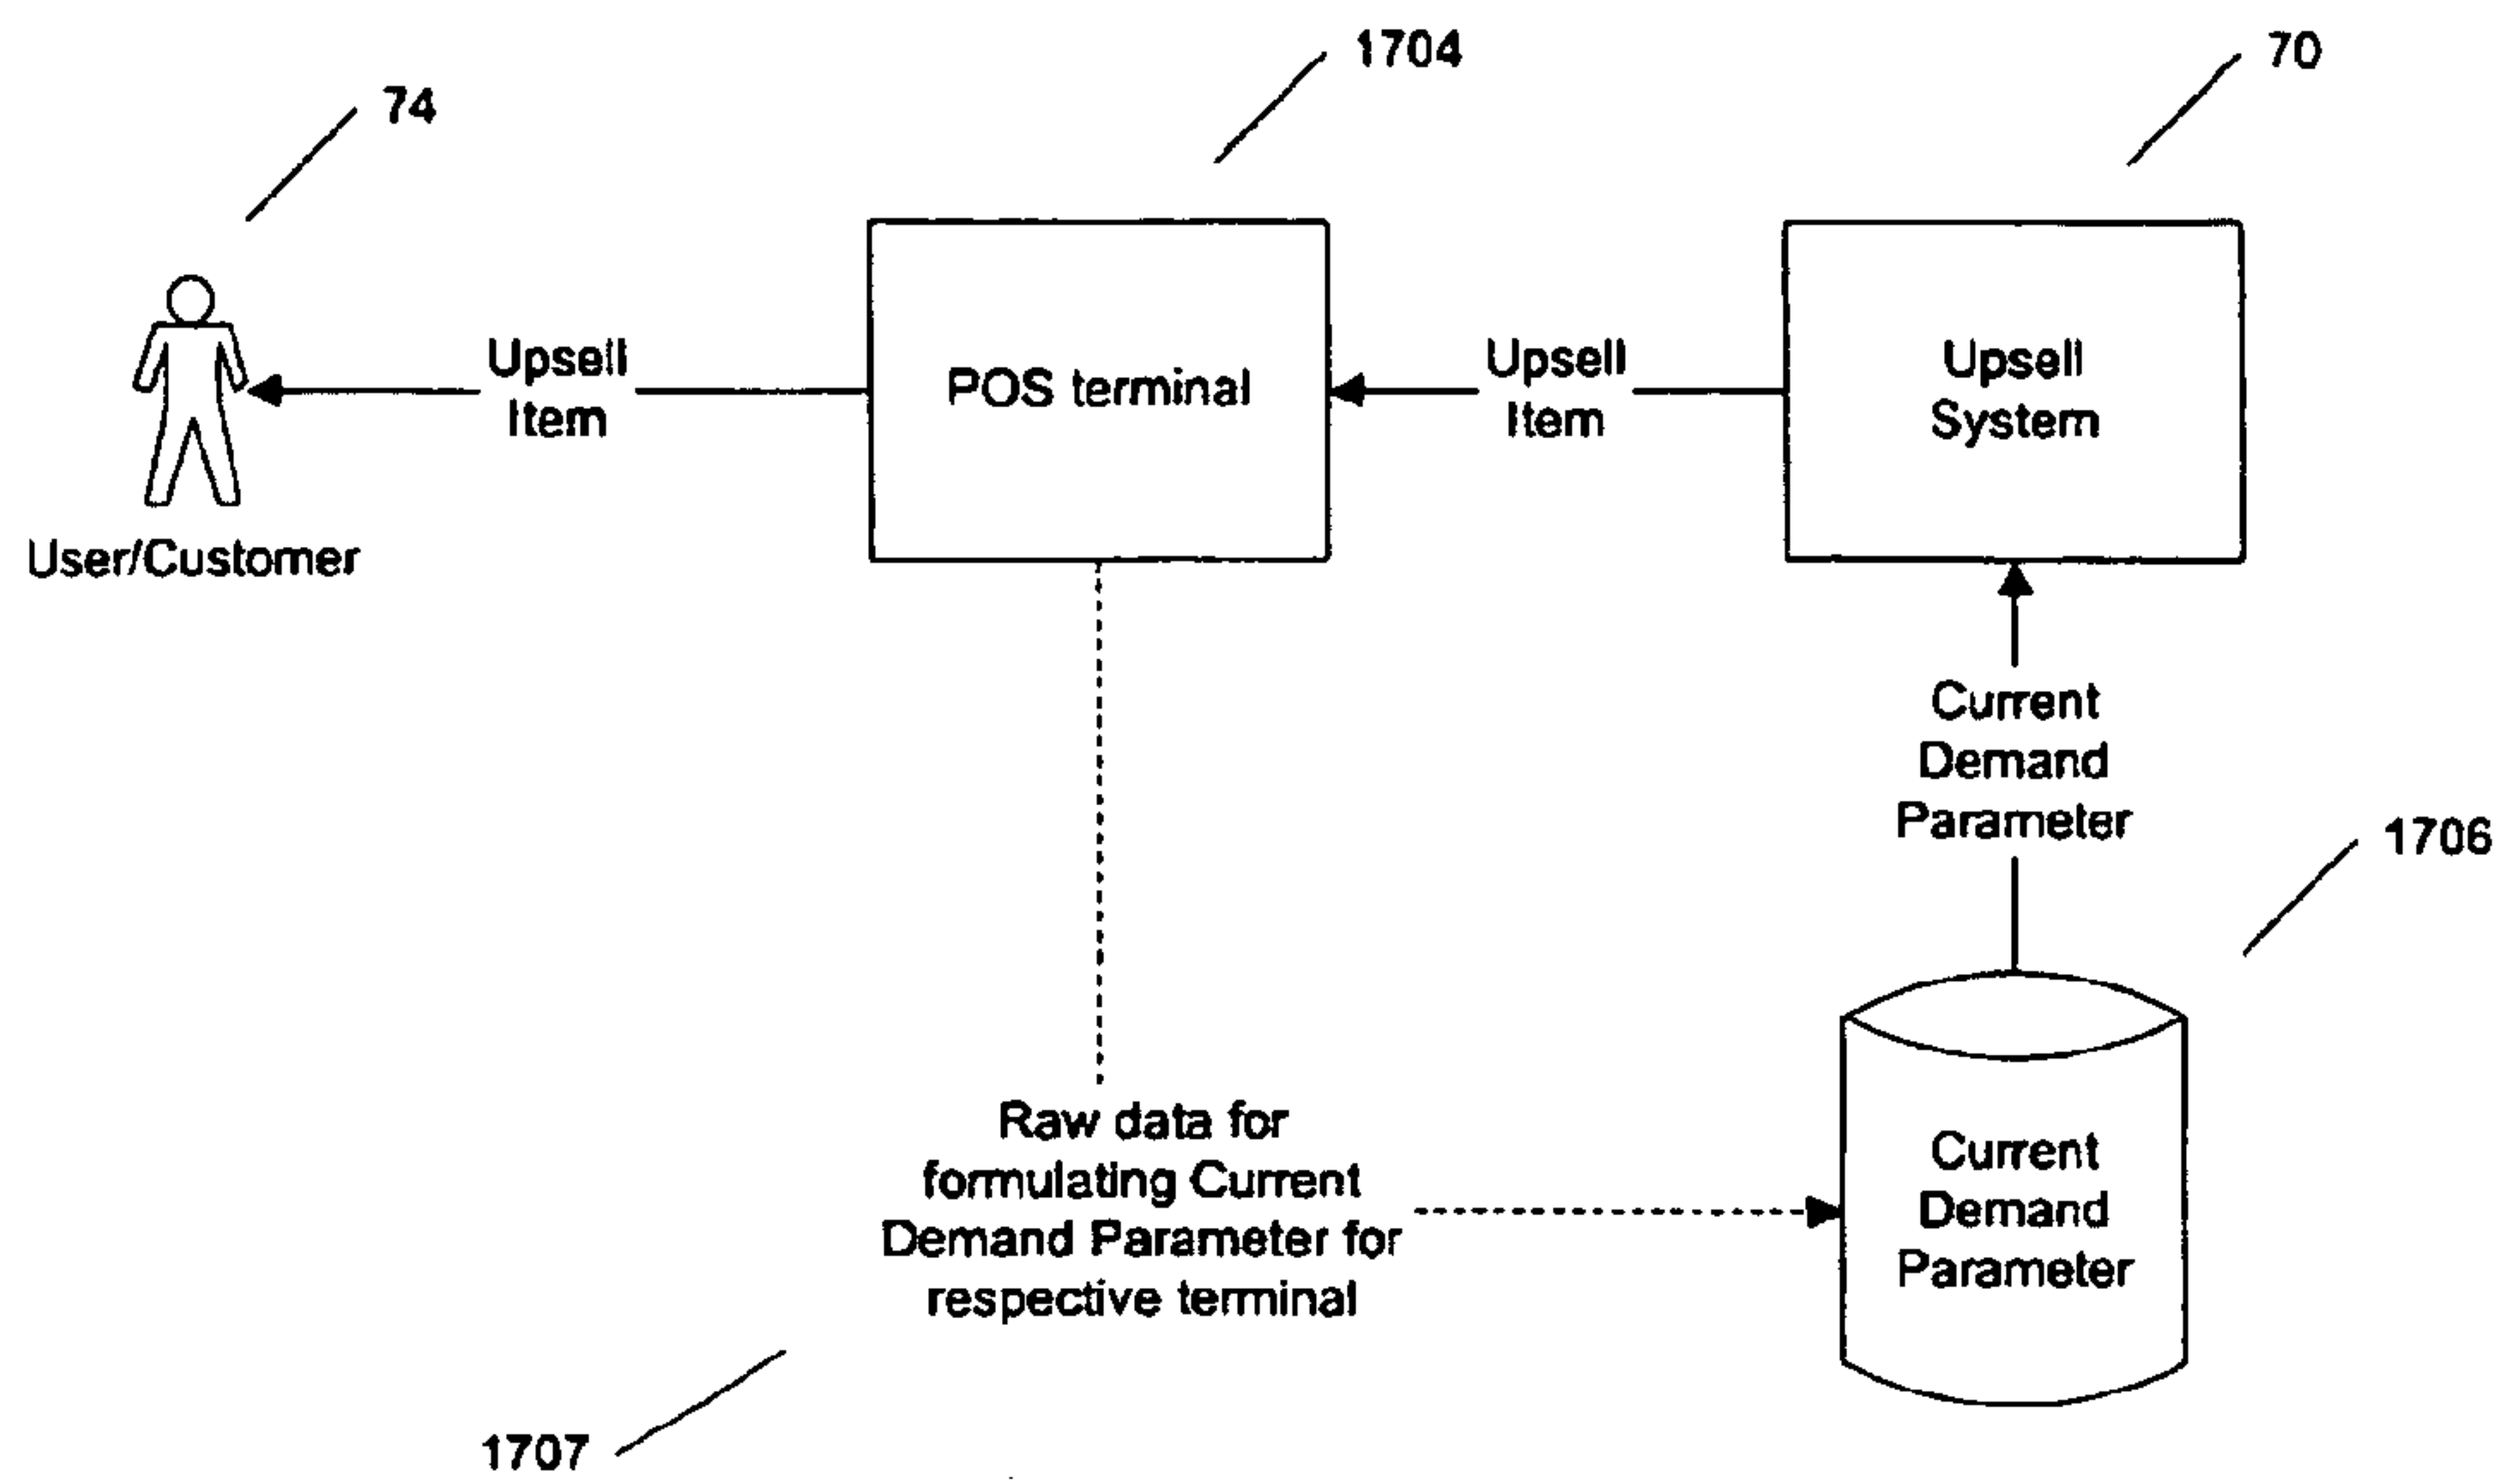 1704
70
74
Upsell
Item
POS terminal
Upsell
Item
Upsell
System
User/Customer
Current
Demand
Parameter
1706
Raw data for
formulating Current
Demand Parameter for
respective terminal
Current
Demand
Parameter
1707